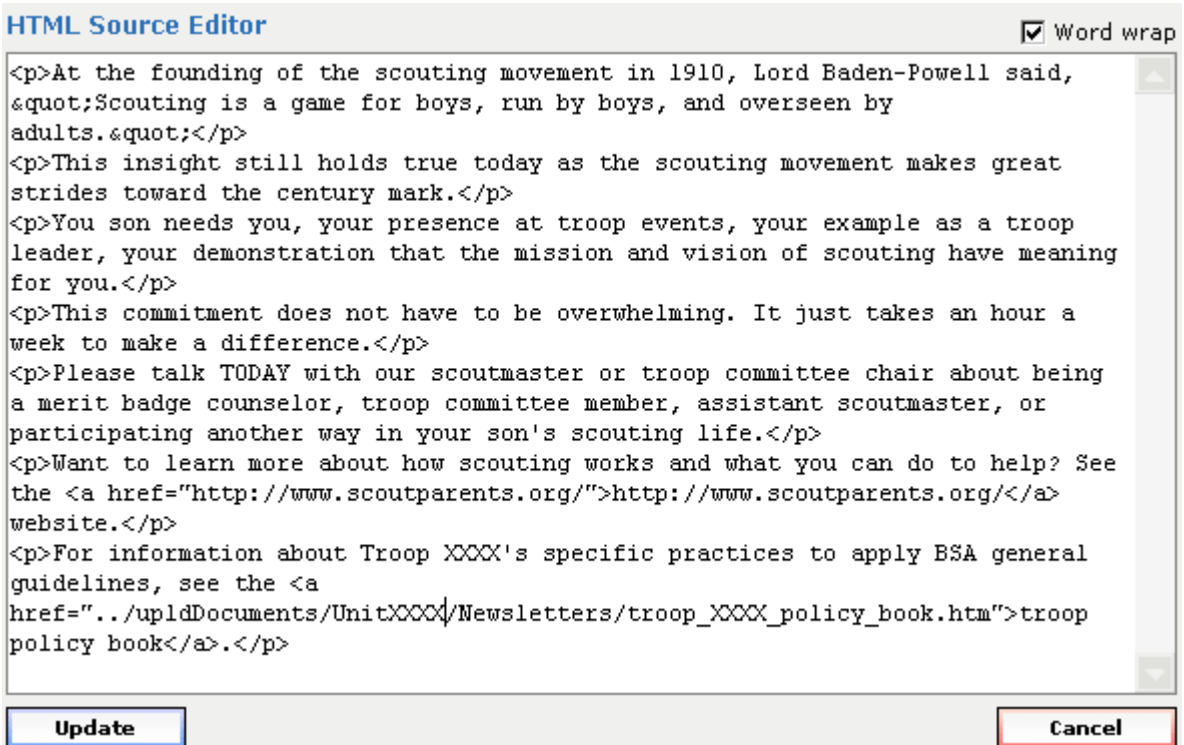 HTML Source Editor
Word wrap
<p>At the founding of the scouting movement in 1910, Lord Baden-Powell said,
&quot;Scouting is a game for boys, run by boys, and overseen by
adults.&quot;</p>
<p>This insight still holds true today as the scouting movement makes great
strides toward the century mark.</p>
<p>You son needs you, your presence at troop events, your example as a troop
leader, your demonstration that the mission and vision of scouting have meaning
for you.</p>
<p>This commitment does not have to be overwhelming. It just takes an hour a
week to make a difference.</p>
<p>Please talk TODAY with our scoutmaster or troop committee chair about being
a merit badge counselor, troop committee member, assistant scoutmaster, or
participating another way in your son's scouting life.</p>
<p>Want to learn more about how scouting works and what you can do to help? See
the <a href="http://www.scoutparents.org/">http://www.scoutparents.org/</a>
website.</p>
<p>For information about Troop XXXX's specific practices to apply BSA general
guidelines, see the <a
href="../upldDocuments/UnitXXXX/Newsletters/troop_XXXX_policy_book.htm">troop
policy book</a>.</p>
Update
Cancel